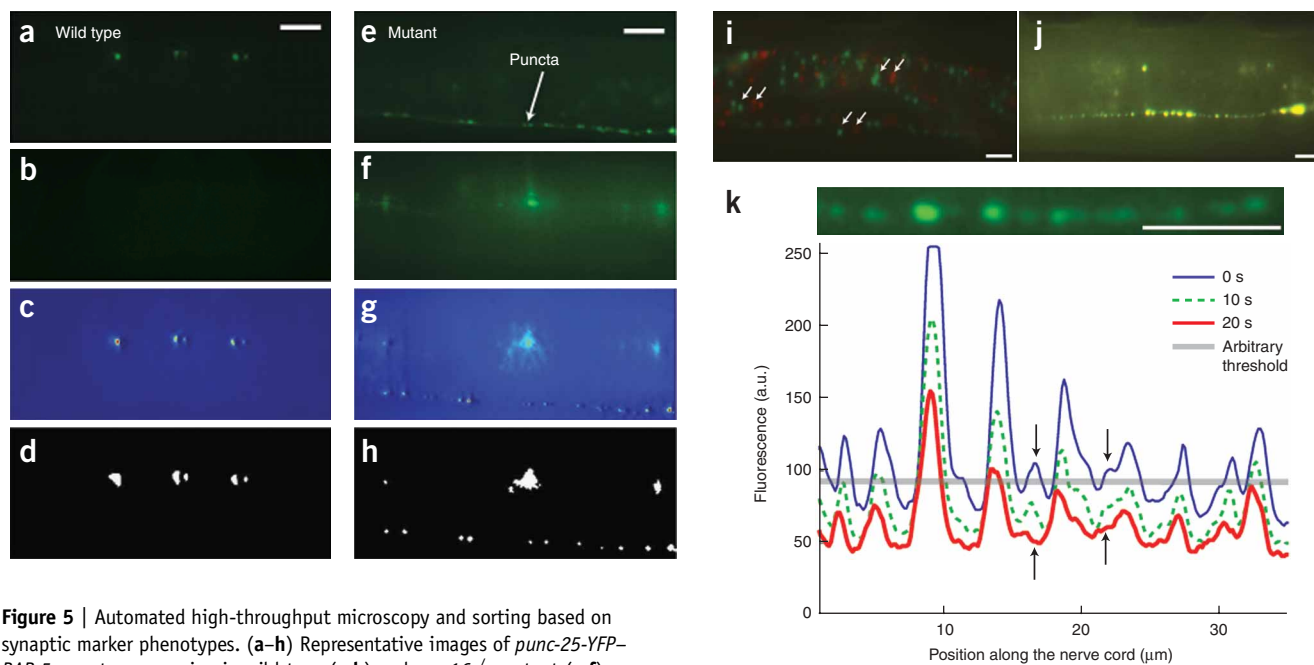 a Wild type
b
c
d
e Mutant
Puncta
f
g
h
i
j
k
250
200
150
100
50
0
Fluorescence (a.u.)
0 s
10 s
20 s
Arbitrary
threshold
10 20 30
Position along the nerve cord (μm)
Figure 5 | Automated high-throughput microscopy and sorting based on
synaptic marker phenotypes. (a–h) Representative images of punc-25-YFP–